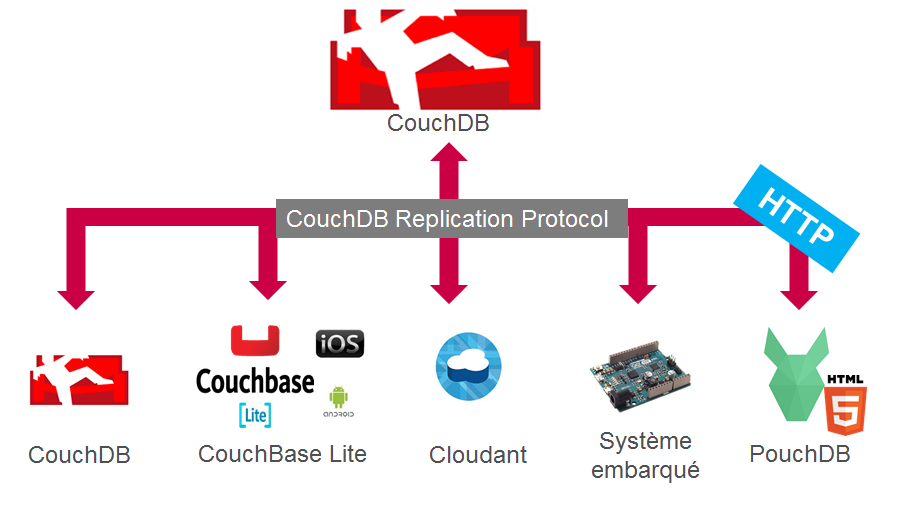 CouchDB
CouchDB Replication Protocol
HTTP
iOS
Couchbase
[Lite]
ANDROID
HTML
5
CouchDB
CouchBase Lite
Cloudant
Système
embarqué
PouchDB